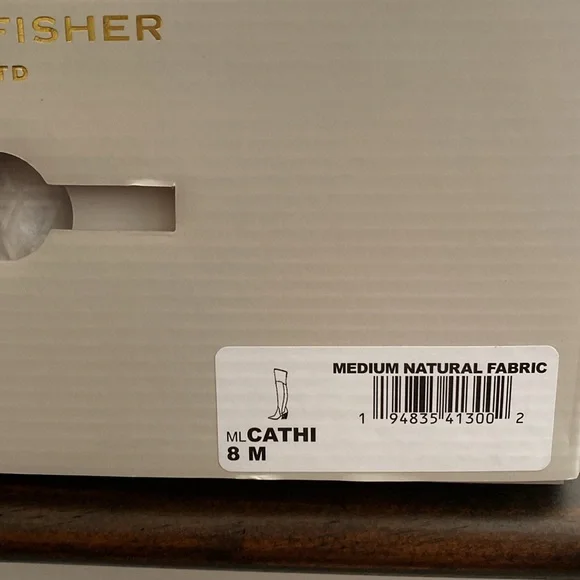 FISHER
TD
MEDIUM NATURAL FABRIC
1 94835 41300 2
MLCATHI
8 M